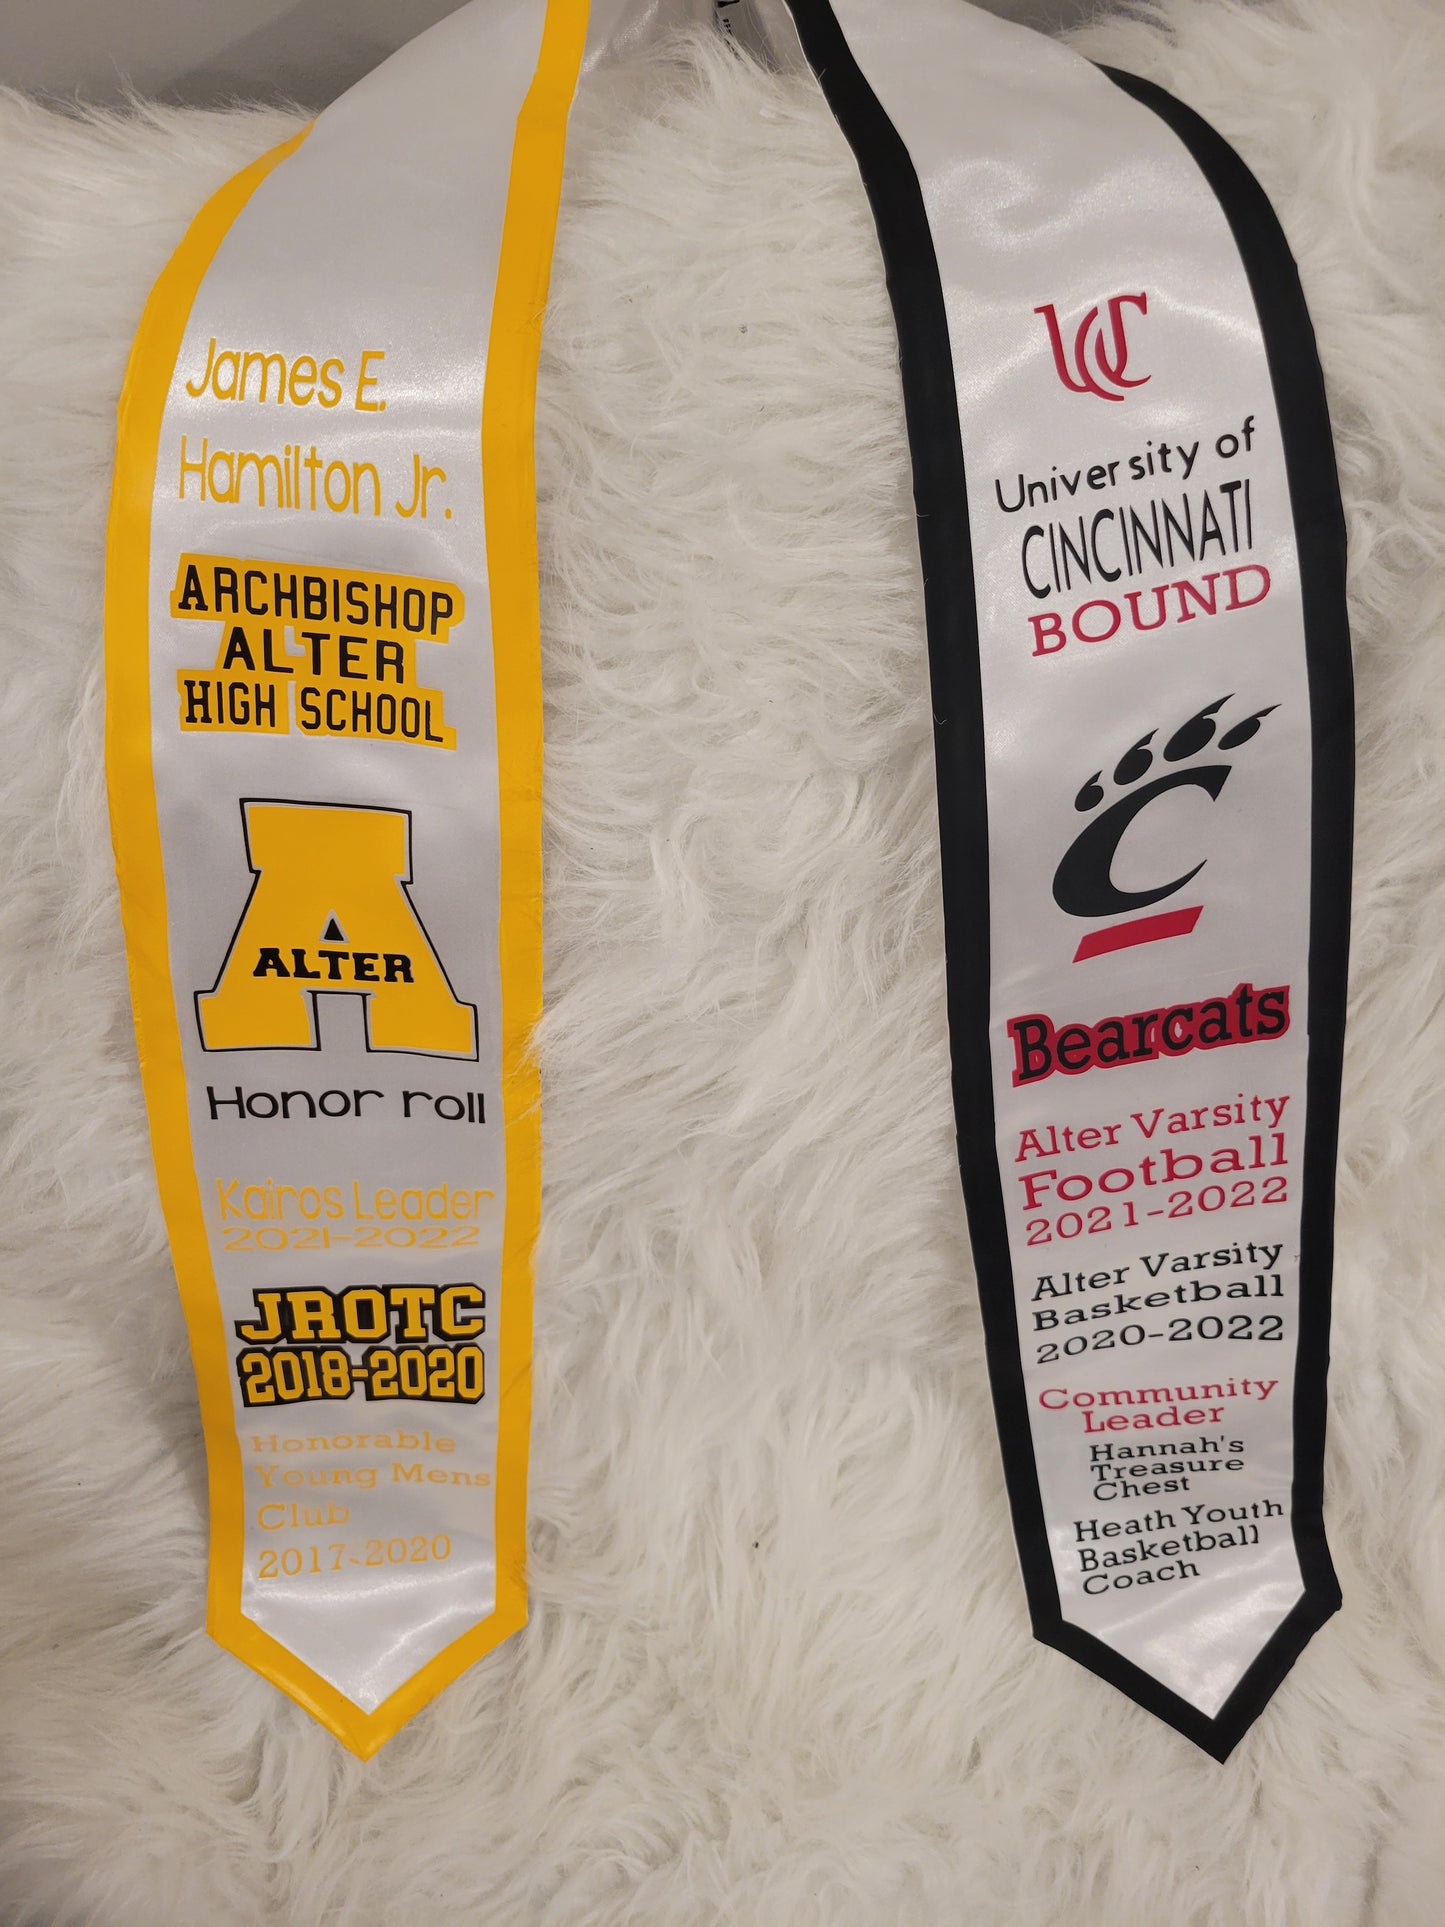 James E.
Hamilton Jr.
ARCHBISHOP
ALTER
HIGH SCHOOL
ALTER
Honor roll
Kairos Leader
2021-2022
JROTC
2018-2020
Honorable
Young Mens
Club
2017-2020
UC
University of
CINCINNATI
BOUND
C
Bearcats
Alter Varsity
Football
2021-2022
Alter Varsity
Basketball
2020-2022
Community
Leader
Hannah's
Treasure
Chest
Heath Youth
Basketball
Coach